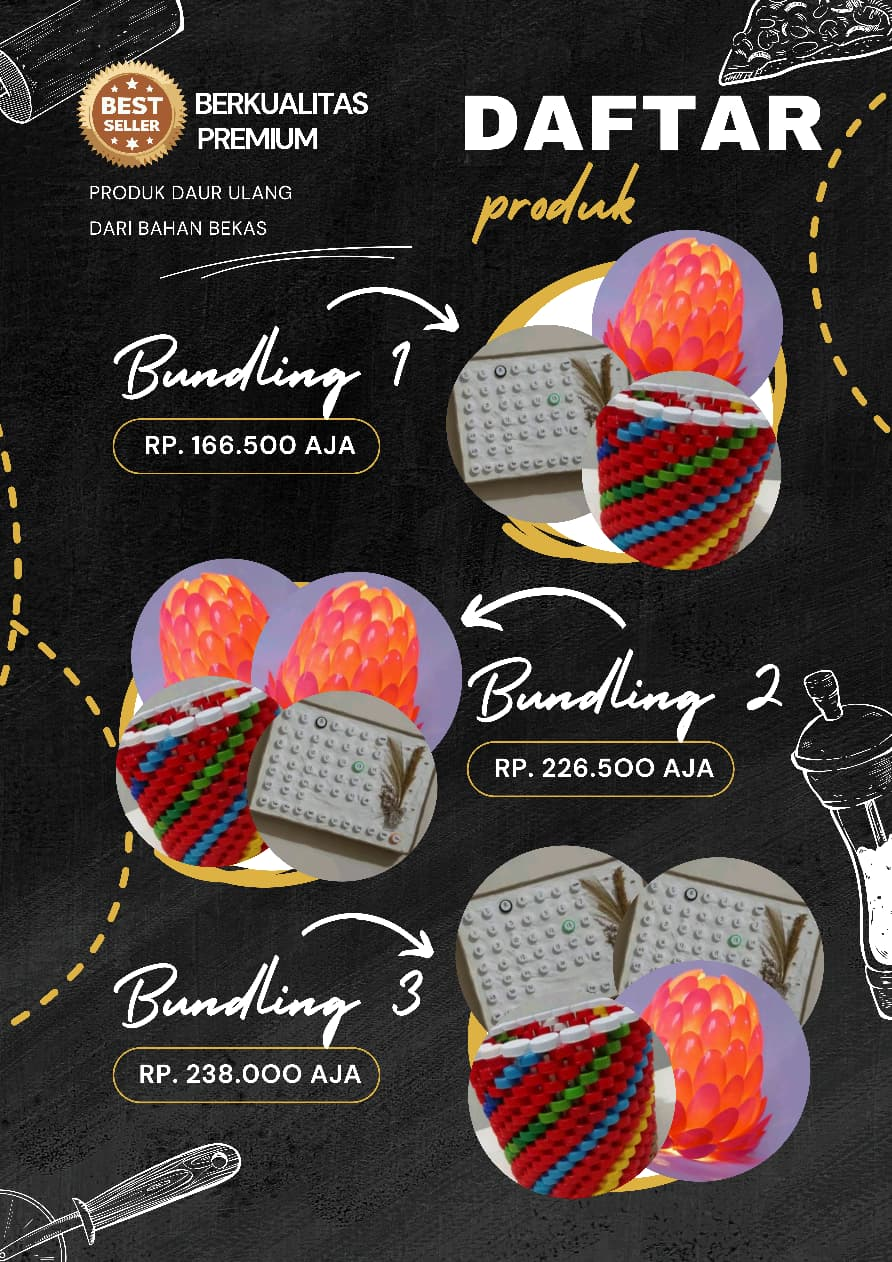 BEST
SELLER
BERKUALITAS
PREMIUM
PRODUK DAUR ULANG
DARI BAHAN BEKAS
DAFTAR
produk
Bundling 1
RP. 166.500 AJA
Bundling 2
RP. 226.500 AJA
Bundling 3
RP. 238.000 AJA